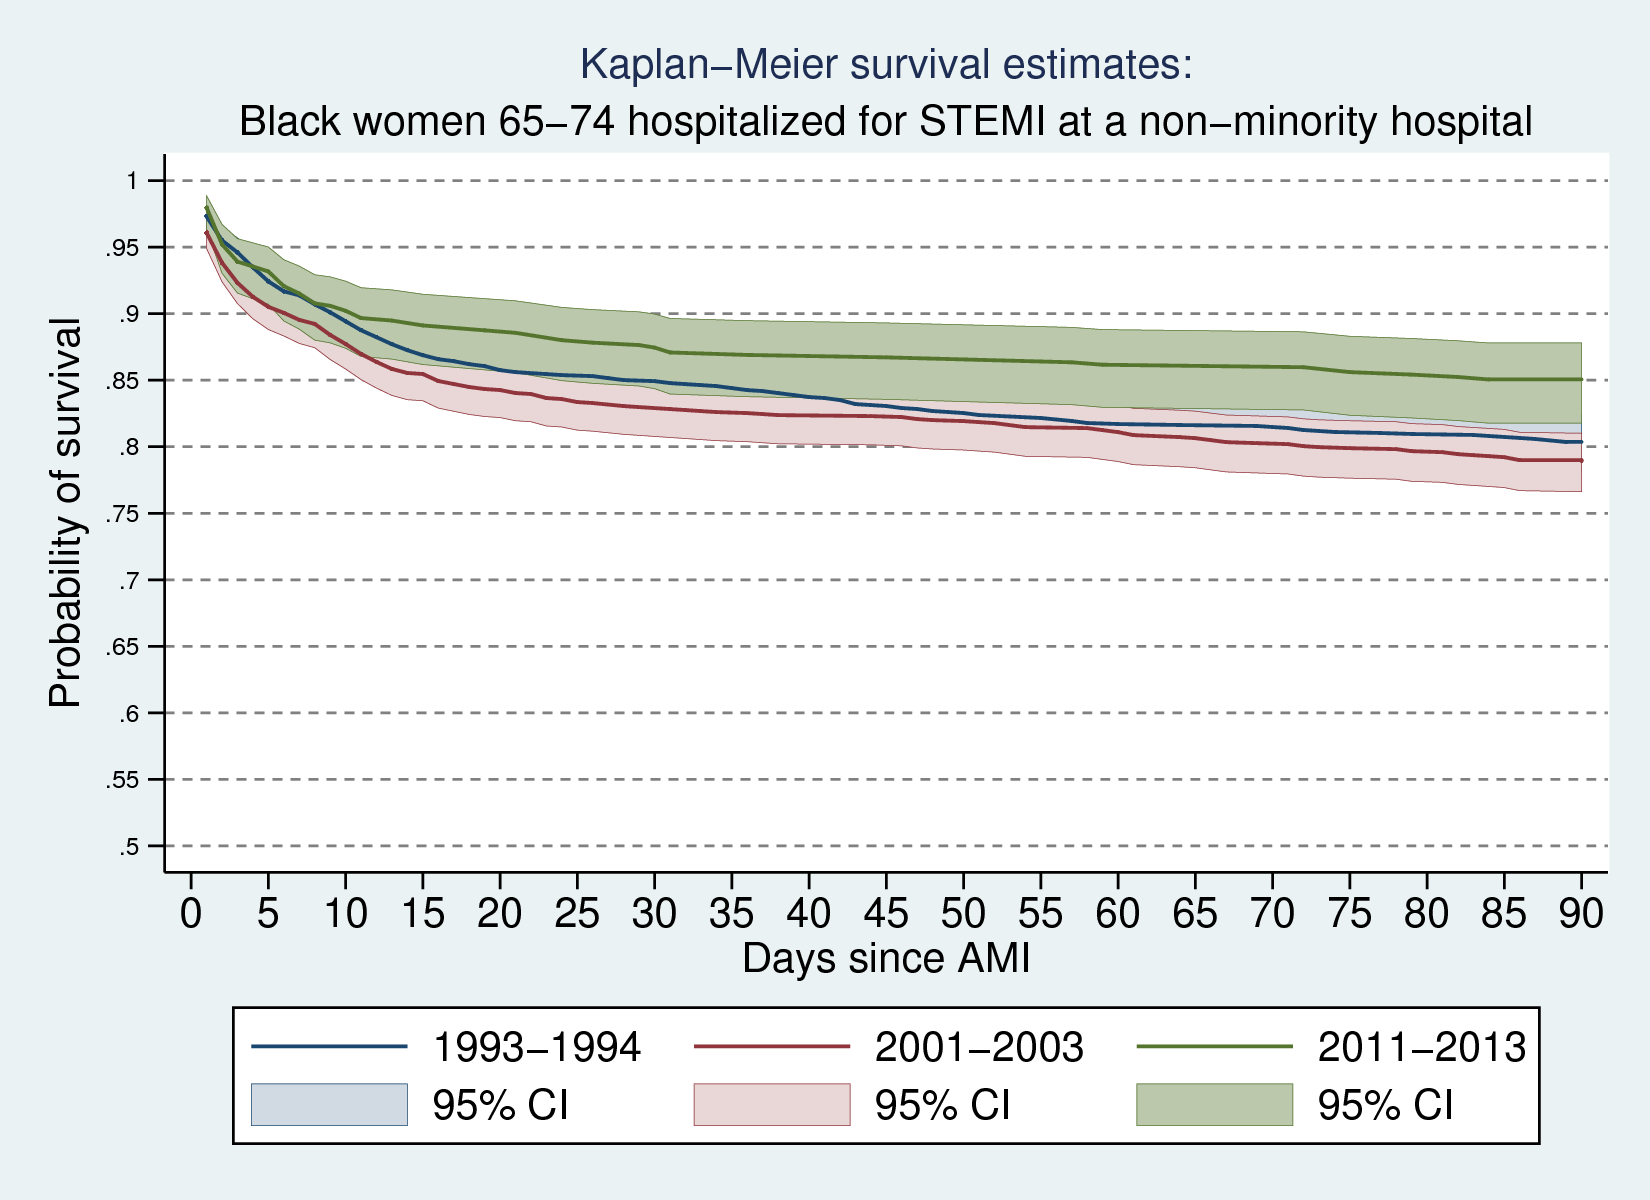 Kaplan−Meier survival estimates:
Black women 65−74 hospitalized for STEMI at a non−minority hospital
Probability of survival
1
.95
.9
.85
.8
.75
.7
.65
.6
.55
.5
0 5 10 15 20 25 30 35 40 45 50 55 60 65 70 75 80 85 90
Days since AMI
1993−1994 2001−2003 2011−2013
95% CI 95% CI 95% CI